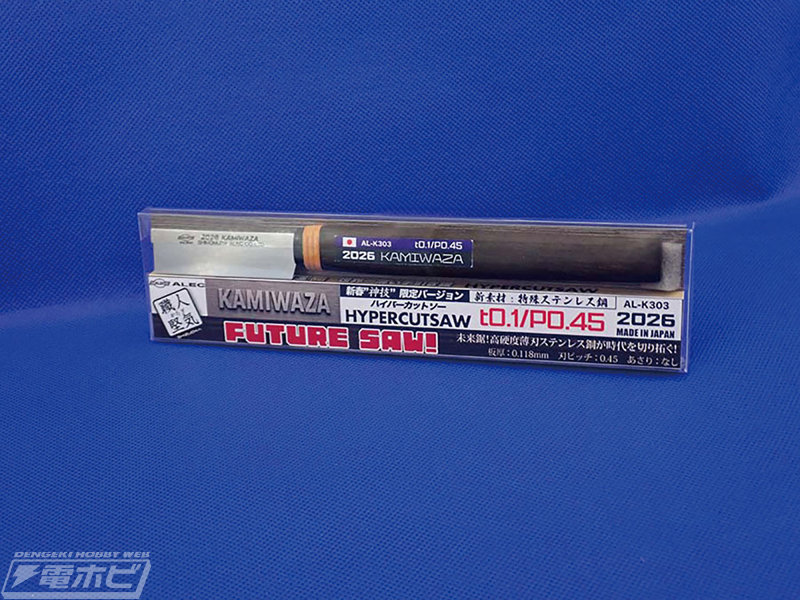 2026 KAMIWAZA
SHIMOMURA ALEC CO.,LTD.
AL-K303 t0.1/P0.45
2026 KAMIWAZA
HYPERCUTSAW
ALEC
職人
堅気
KAMIWAZA
新春"神技"限定バージョン
新素材:特殊ステンレス鋼
AL-K303
ハイパーカットソー
HYPERCUTSAW
t0.1/P0.45
2026
MADE IN JAPAN
FUTURE SAW!
未来鋸!高硬度薄刃ステンレス鋼が時代を切り拓く!
板厚:0.118mm 刃ピッチ:0.45 あさり:なし
DENGEKI HOBBY WEB
電ホビ